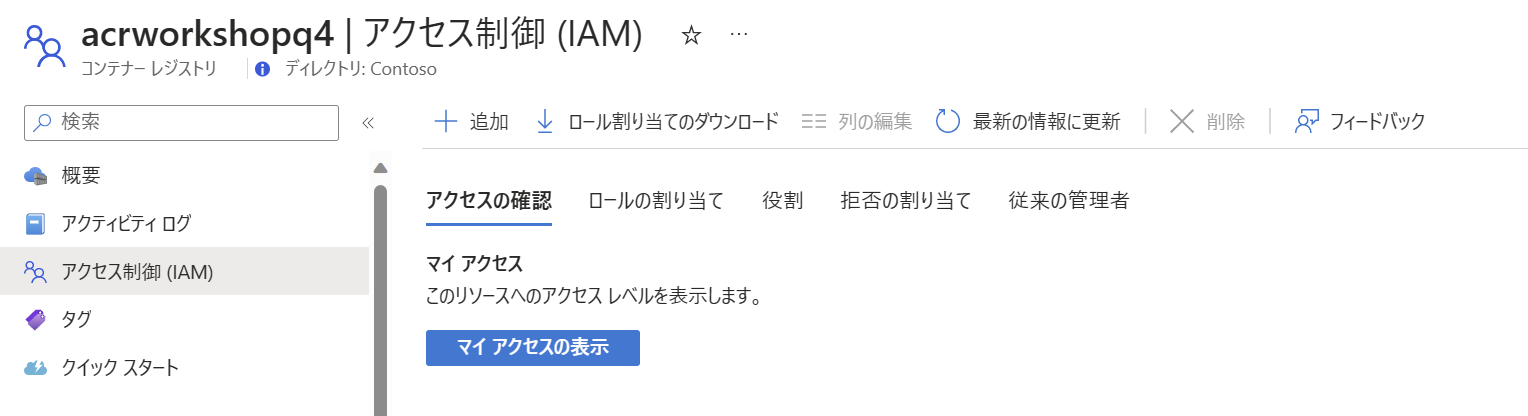 acrworkshopq4 | アクセス制御 (IAM)
コンテナー レジストリ ディレクトリ: Contoso
検索
追加 ロール割り当てのダウンロード 列の編集 最新の情報に更新 削除 フィードバック
概要
アクティビティ ログ
アクセス制御 (IAM)
タグ
クイック スタート
アクセスの確認 ロールの割り当て 役割 拒否の割り当て 従来の管理者
マイ アクセス
このリソースへのアクセス レベルを表示します。
マイ アクセスの表示